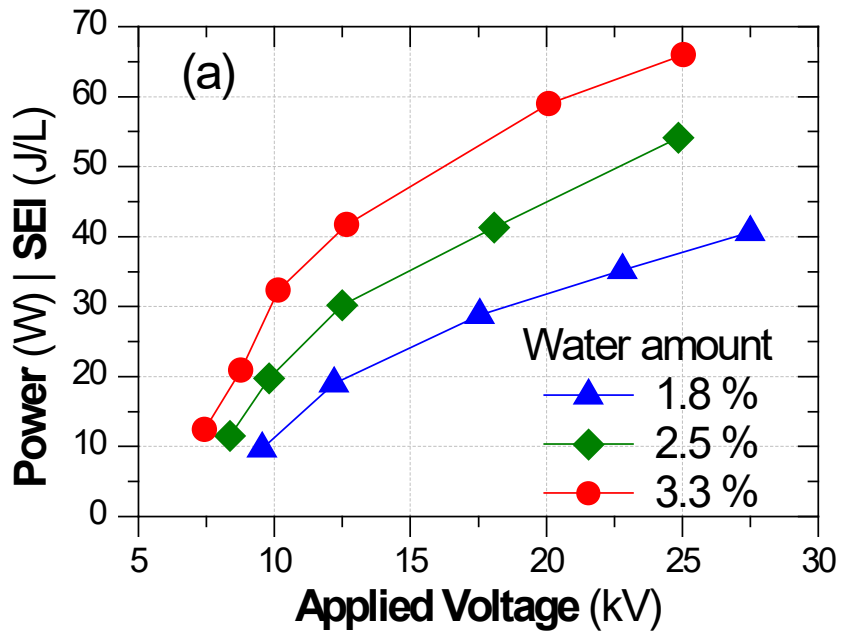 (a)
Power (W) | SEI (J/L)
70
60
50
40
30
20
10
0
Water amount
1.8 %
2.5 %
3.3 %
5 10 15 20 25 30
Applied Voltage (kV)